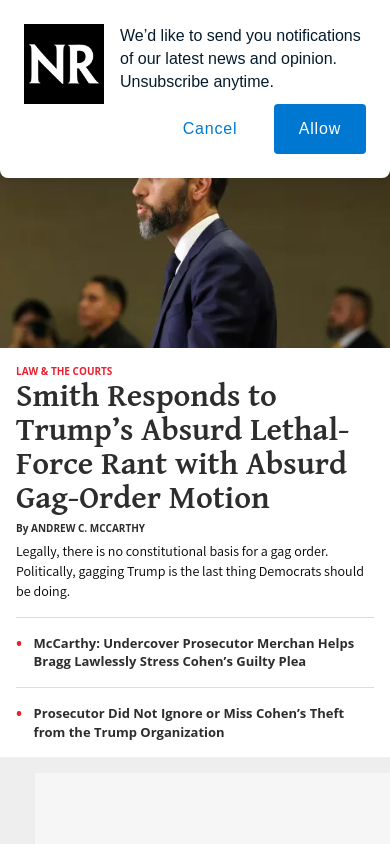 NR
We’d like to send you notifications
of our latest news and opinion.
Unsubscribe anytime.
Cancel
Allow
LAW & THE COURTS
Smith Responds to
Trump’s Absurd Lethal-
Force Rant with Absurd
Gag-Order Motion
By ANDREW C. MCCARTHY
Legally, there is no constitutional basis for a gag order.
Politically, gagging Trump is the last thing Democrats should
be doing.
• McCarthy: Undercover Prosecutor Merchan Helps
Bragg Lawlessly Stress Cohen’s Guilty Plea
• Prosecutor Did Not Ignore or Miss Cohen’s Theft
from the Trump Organization